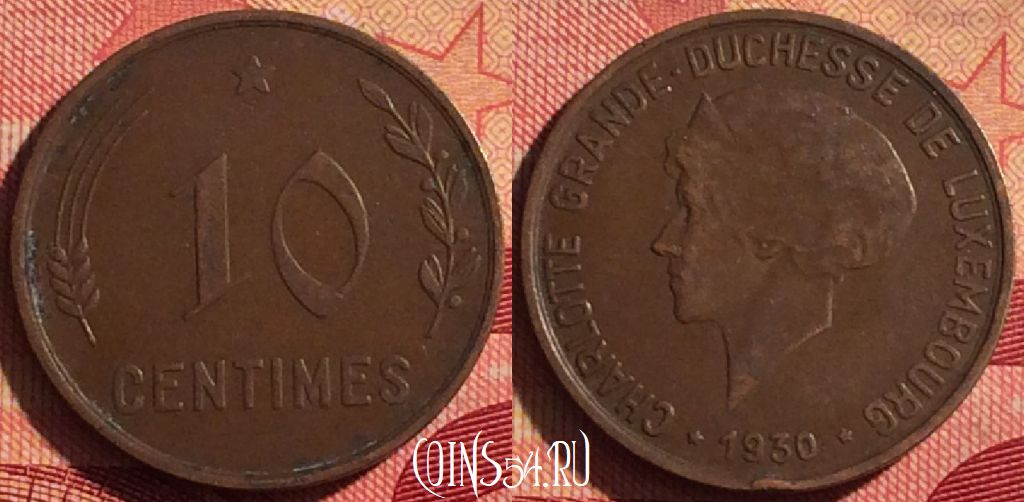 10
CENTIMES
CHARLOTTE GRANDE·DUCHESSE DE LUXEMBOURG
* 1930 *
COINS54.RU